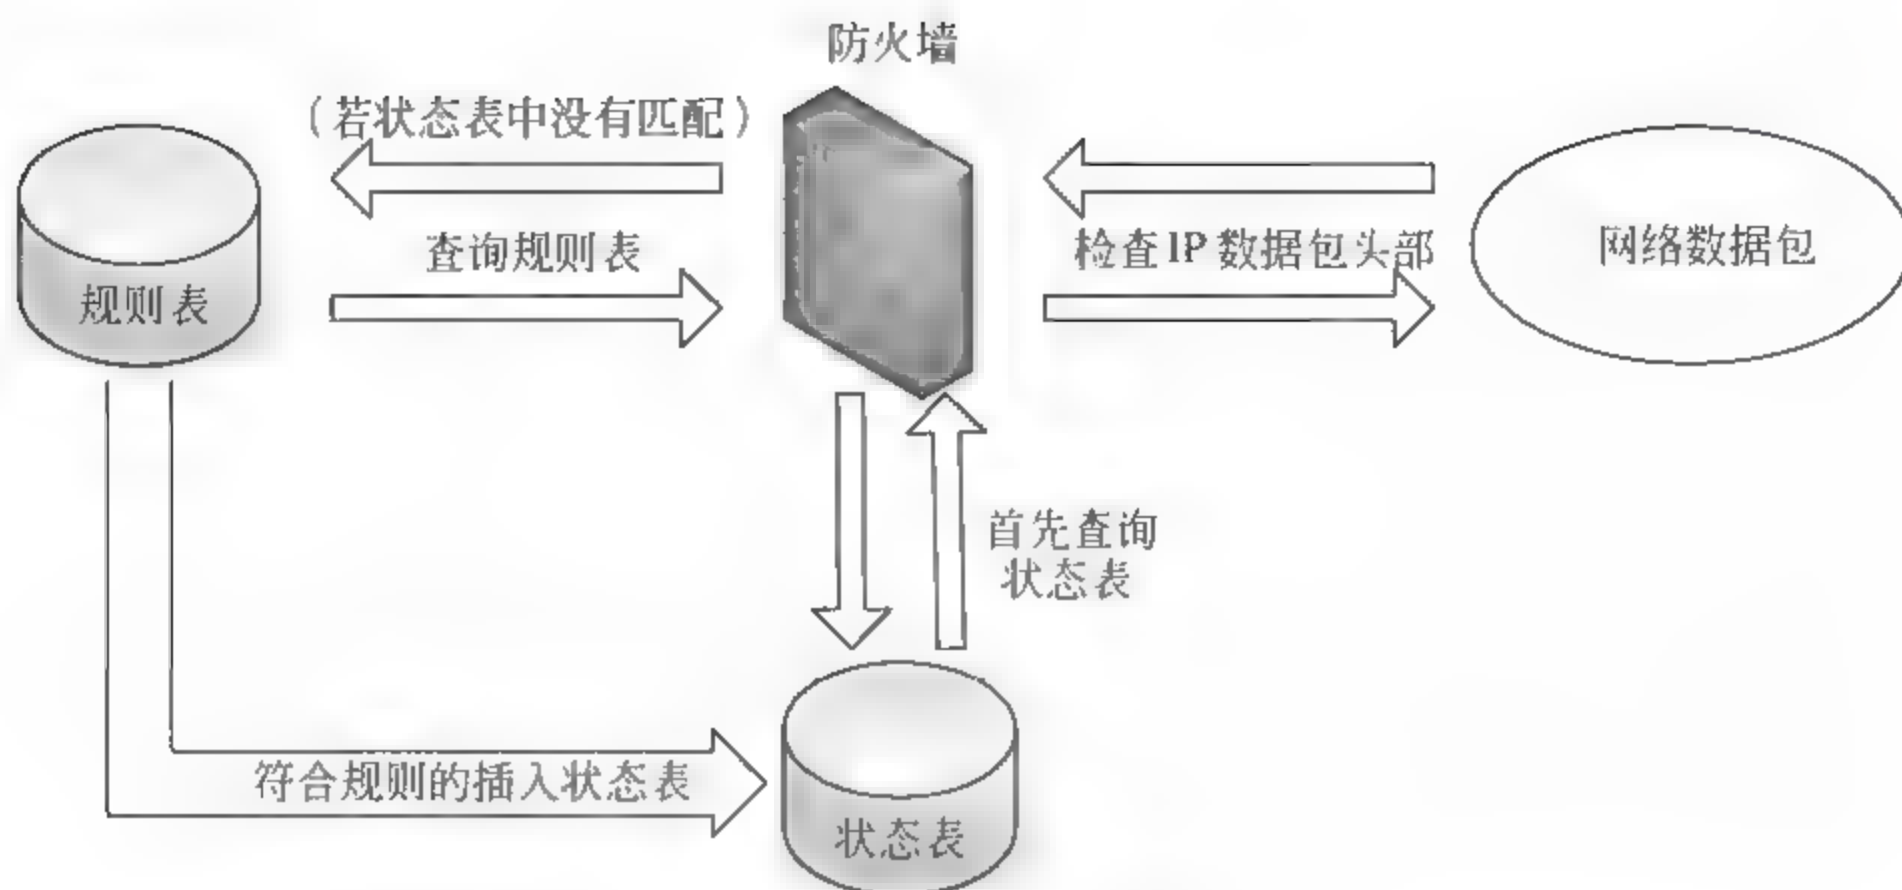 防火墙
（若状态表中没有匹配）
查询规则表
检查IP数据包头部
网络数据包
规则表
首先查询
状态表
符合规则的插入状态表
状态表